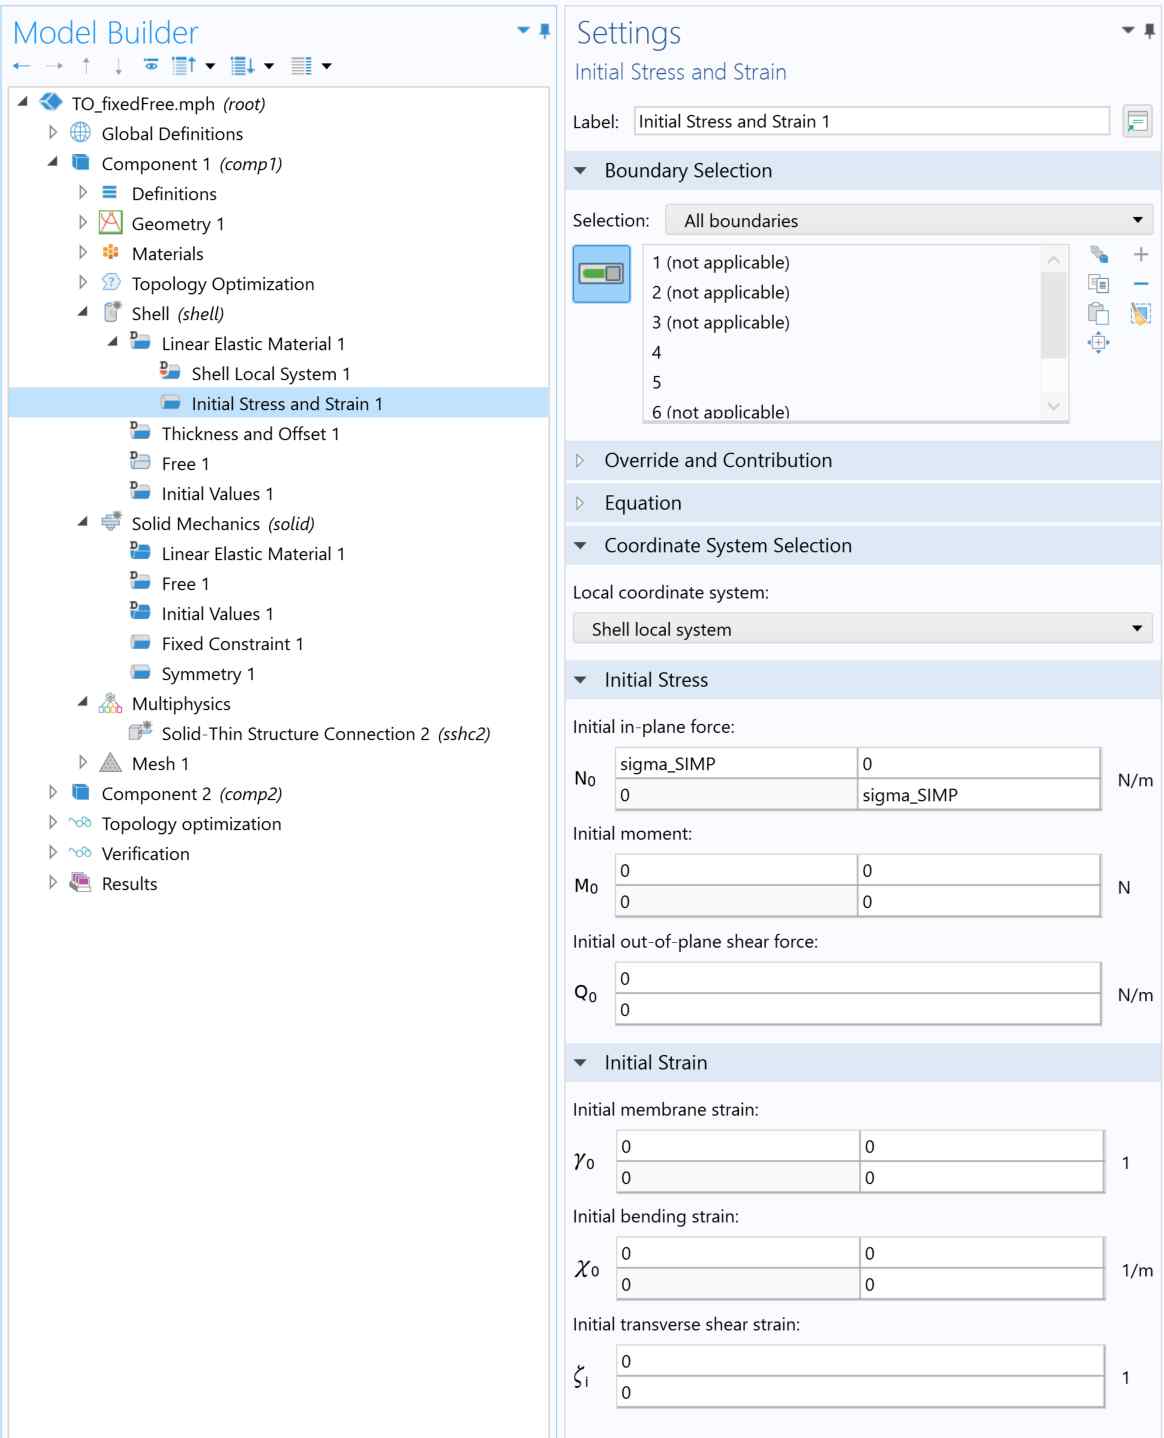 Model Builder
TO_fixedFree.mph (root)
Global Definitions
Component 1 (comp1)
Definitions
Geometry 1
Materials
Topology Optimization
Shell (shell)
Linear Elastic Material 1
Shell Local System 1
Initial Stress and Strain 1
Thickness and Offset 1
Free 1
Initial Values 1
Solid Mechanics (solid)
Linear Elastic Material 1
Free 1
Initial Values 1
Fixed Constraint 1
Symmetry 1
Multiphysics
Solid-Thin Structure Connection 2 (sshc2)
Mesh 1
Component 2 (comp2)
Topology optimization
Verification
Results
Settings
Initial Stress and Strain
Label: Initial Stress and Strain 1
Boundary Selection
Selection: All boundaries
1 (not applicable)
2 (not applicable)
3 (not applicable)
4
5
6 (not applicable)
Override and Contribution
Equation
Coordinate System Selection
Local coordinate system:
Shell local system
Initial Stress
Initial in-plane force:
N₀ sigma_SIMP 0 N/m
0 sigma_SIMP
Initial moment:
M₀ 0 0 N
0 0
Initial out-of-plane shear force:
Q₀ 0 N/m
0
Initial Strain
Initial membrane strain:
γ₀ 0 0 1
0 0
Initial bending strain:
χ₀ 0 0 1/m
0 0
Initial transverse shear strain:
ζᵢ 0 1
0